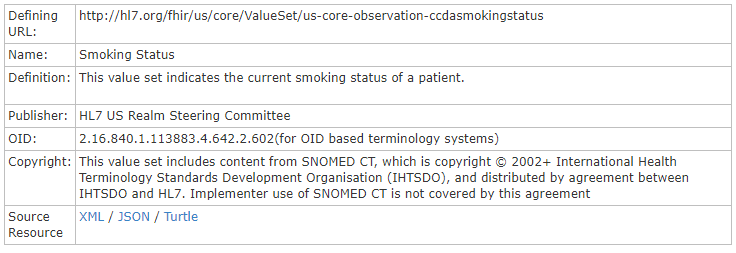 Defining URL: http://hl7.org/fhir/us/core/ValueSet/us-core-observation-ccdasmokingstatus
Name: Smoking Status
Definition: This value set indicates the current smoking status of a patient.
Publisher: HL7 US Realm Steering Committee
OID: 2.16.840.1.113883.4.642.2.602(for OID based terminology systems)
Copyright: This value set includes content from SNOMED CT, which is copyright © 2002+ International Health
Terminology Standards Development Organisation (IHTSDO), and distributed by agreement between
IHTSDO and HL7. Implementer use of SNOMED CT is not covered by this agreement
Source Resource XML / JSON / Turtle